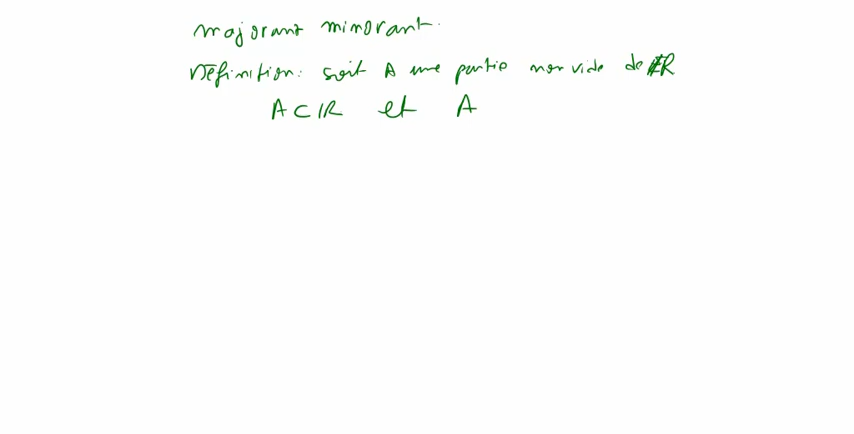 majorant minorant.
Définition: soit A une partie non vide de ℝ
A ⊂ ℝ et A